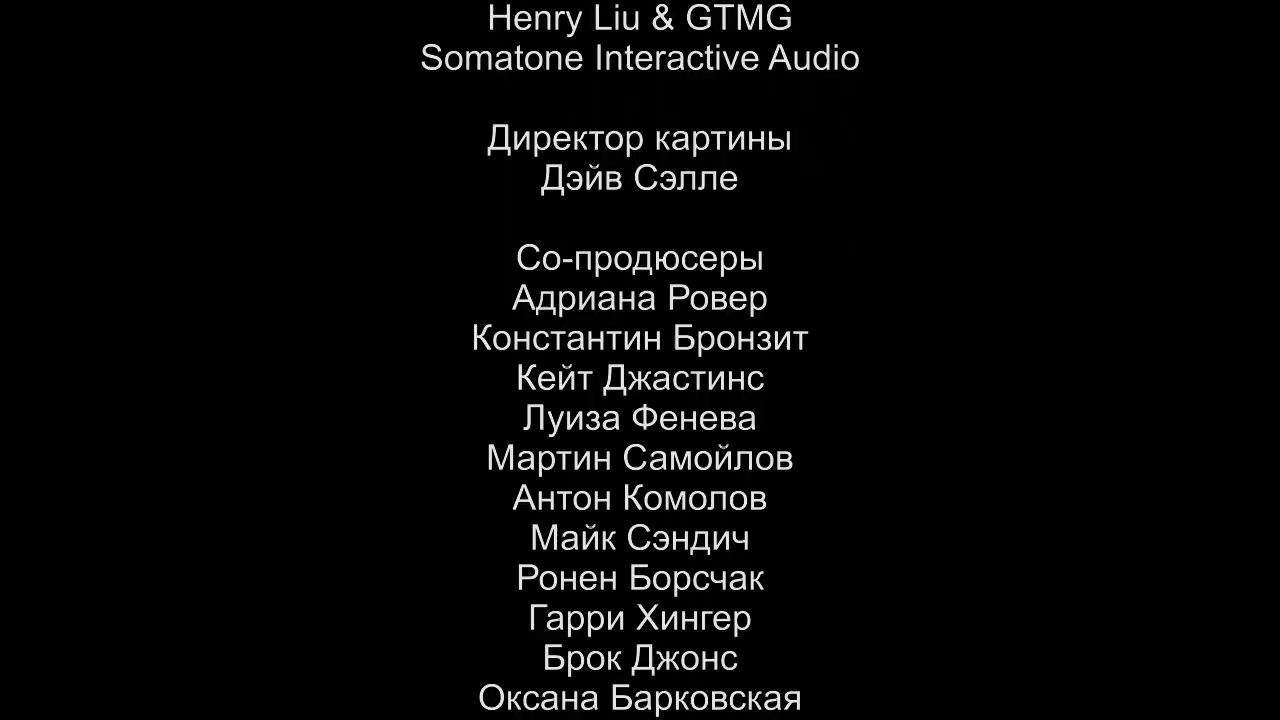 Henry Liu & GTMG
Somatone Interactive Audio
Директор картины
Дэйв Сэлле
Со-продюсеры
Адриана Ровер
Константин Бронзит
Кейт Джастинс
Луиза Фенева
Мартин Самойлов
Антон Комолов
Майк Сэндич
Ронен Борсчак
Гарри Хингер
Брок Джонс
Оксана Барковская